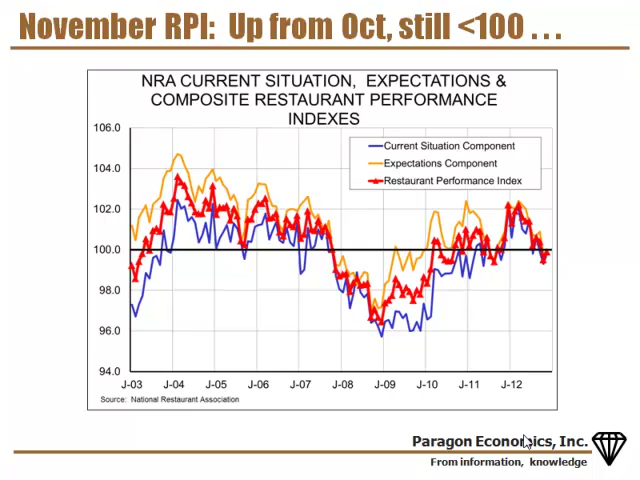 November RPI:  Up from Oct, still <100 . . .
NRA CURRENT SITUATION,  EXPECTATIONS &
COMPOSITE RESTAURANT PERFORMANCE
INDEXES
106.0
104.0
102.0
100.0
98.0
96.0
94.0
Current Situation Component
Expectations Component
Restaurant Performance Index
J-03 J-04 J-05 J-06 J-07 J-08 J-09 J-10 J-11 J-12
Source:  National Restaurant Association
Paragon Economics, Inc.
From information,  knowledge